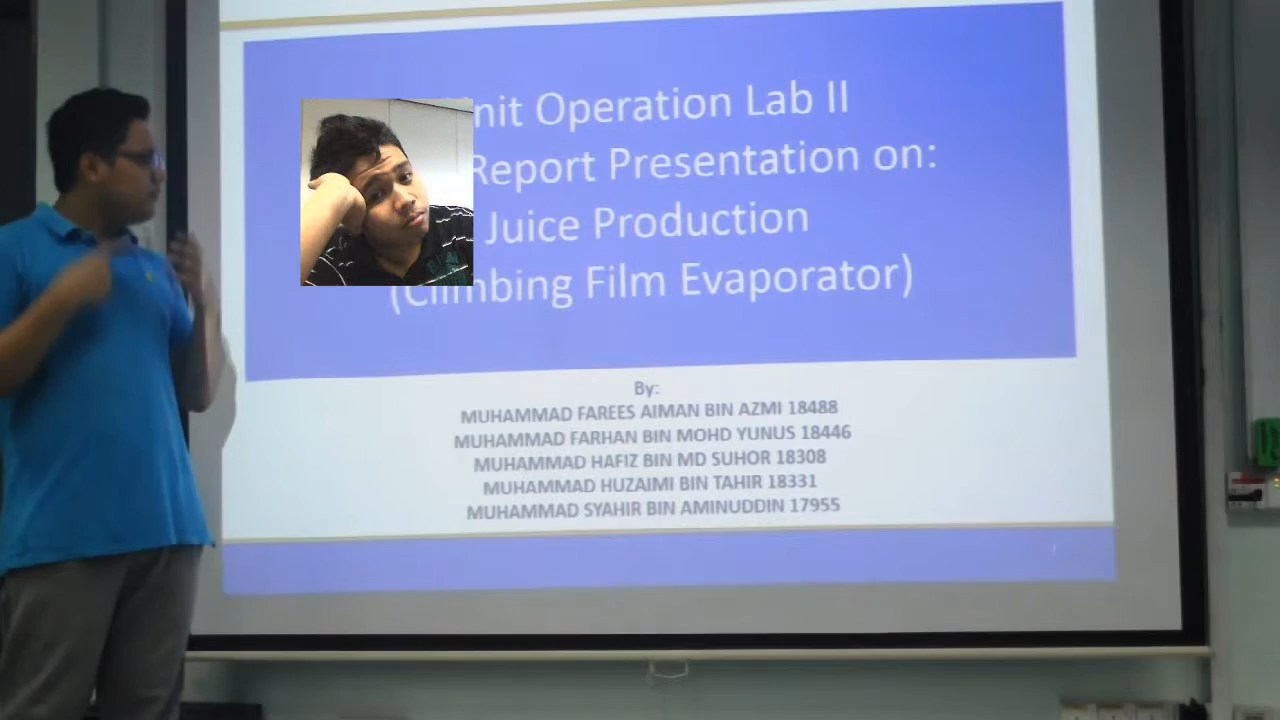 nit Operation Lab II
Report Presentation on:
Juice Production
(Climbing Film Evaporator)
By:
MUHAMMAD FAREES AIMAN BIN AZMI 18488
MUHAMMAD FARHAN BIN MOHD YUNUS 18446
MUHAMMAD HAFIZ BIN MD SUHOR 18308
MUHAMMAD HUZAIMI BIN TAHIR 18331
MUHAMMAD SYAHIR BIN AMINUDDIN 17955
1